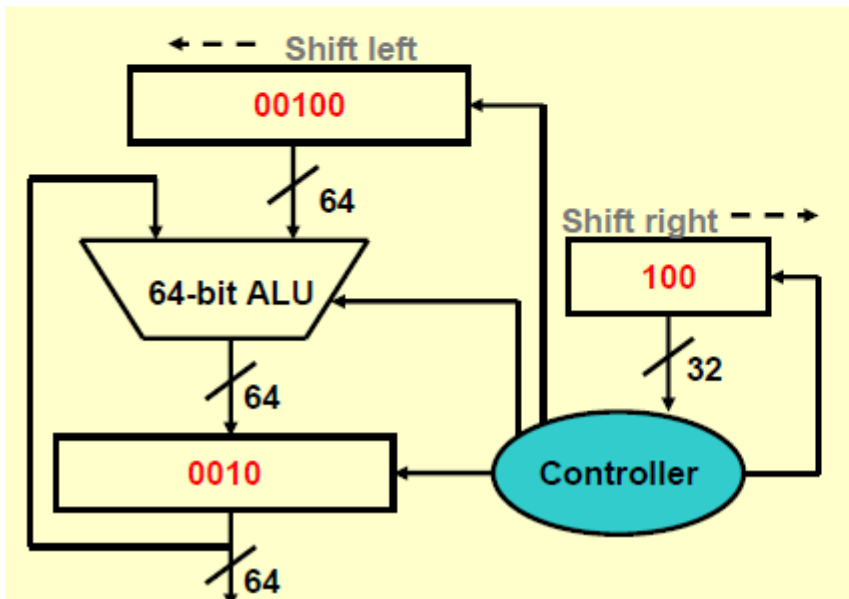 Shift left
00100
64
Shift right
64-bit ALU
100
32
64
0010
Controller
64